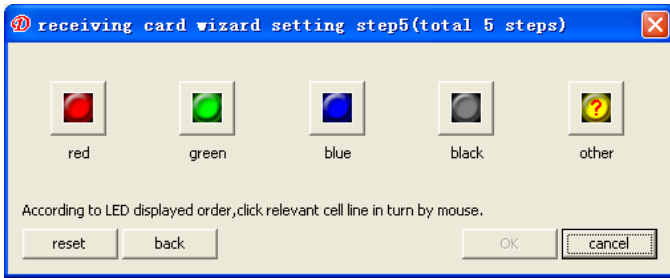 receiving card wizard setting step5(total 5 steps)
?
red green blue black other
According to LED displayed order,click relevant cell line in turn by mouse.
reset back OK cancel